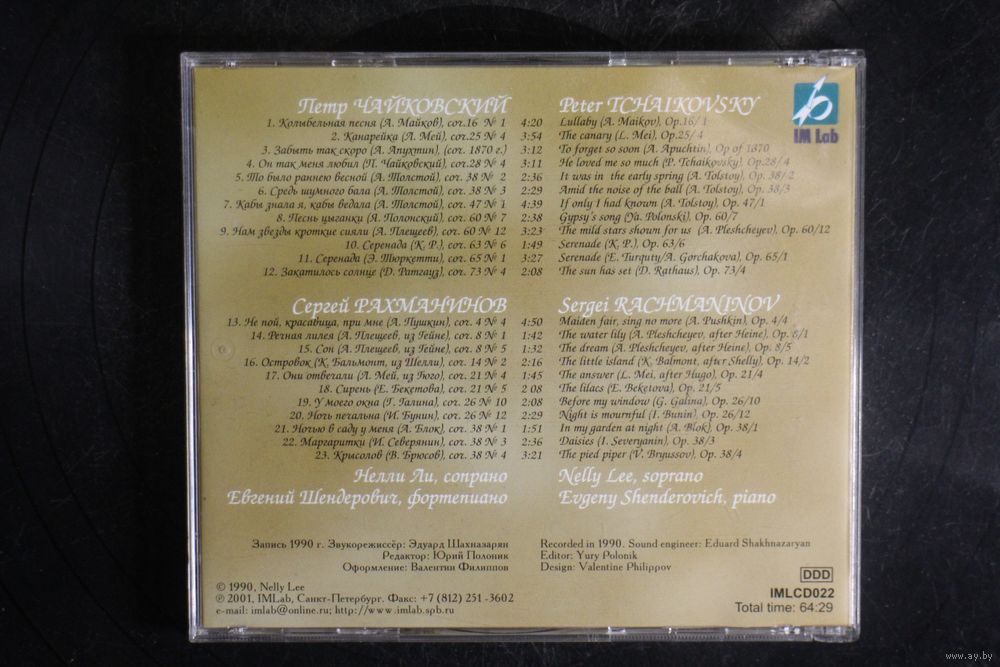 Петр ЧАЙКОВСКИЙ Peter TCHAIKOVSKY
IM Lab
1. Колыбельная песня (А. Майков), соч.16 № 1 4:20 Lullaby (A. Maikov), Op.16/ 1
2. Канарейка (Л. Мей), соч.25 № 4 3:54 The canary (L. Mei), Op.25/ 4
3. Забыть так скоро (А. Апухтин), (соч. 1870 г.) 3:12 To forget so soon (A. Apuchtin), Op of 1870
4. Он так меня любил (П. Чайковский), соч.28 № 4 3:11 He loved me so much (P. Tchaikovsky), Op.28/ 4
5. То было раннею весной (А. Толстой), соч. 38 № 2 2:36 It was in the early spring (A. Tolstoy), Op. 38/ 2
6. Средь шумного бала (А. Толстой), соч. 38 № 3 2:29 Amid the noise of the ball (A. Tolstoy), Op. 38/3
7. Кабы знала я, кабы ведала (А. Толстой), соч. 47 № 1 4:39 If only I had known (A. Tolstoy), Op. 47/1
8. Песнь цыганки (Я. Полонский), соч. 60 № 7 2:38 Gypsy's song (Ya. Polonski), Op. 60/7
9. Нам звезды кроткие сияли (А. Плещеев), соч. 60 № 12 3:23 The mild stars shown for us (A. Pleshcheyev), Op. 60/12
10. Серенада (К. Р.), соч. 63 № 6 1:49 Serenade (K. P.), Op. 63/6
11. Серенада (Э. Тюркетти), соч. 65 № 1 3:27 Serenade (E. Turquty/A. Gorchakova), Op. 65/1
12. Закатилось солнце (Д. Ратгауз), соч. 73 № 4 2:08 The sun has set (D. Rathaus), Op. 73/4
Сергей РАХМАНИНОВ Sergei RACHMANINOV
13. Не пой, красавица, при мне (А. Пушкин), соч. 4 № 4 4:50 Maiden fair, sing no more (A. Pushkin), Op. 4/4
14. Речная лилея (А. Плещеев, из Гейне), соч. 8 № 1 1:42 The water lily (A. Pleshcheyev, after Heine), Op. 8/1
15. Сон (А. Плещеев, из Гейне), соч. 8 № 5 1:32 The dream (A. Pleshcheyev, after Heine), Op. 8/5
16. Островок (К. Бальмонт, из Шелли), соч. 14 № 2 2:16 The little island (K. Balmont, after Shelly), Op. 14/2
17. Они отвечали (Л. Мей, из Гюго), соч. 21 № 4 1:45 The answer (L. Mei, after Hugo), Op. 21/4
18. Сирень (Е. Бекетова), соч. 21 № 5 2 08 The lilacs (E. Beketova), Op. 21/5
19. У моего окна (Г. Галина), соч. 26 № 10 2:08 Before my window (G. Galina), Op. 26/10
20. Ночь печальна (И. Бунин), соч. 26 № 12 2:29 Night is mournful (I. Bunin), Op. 26/12
21. Ночью в саду у меня (А. Блок), соч. 38 № 1 1:51 In my garden at night (A. Blok), Op. 38/1
22. Маргаритки (И. Северянин), соч. 38 № 3 2:36 Daisies (I. Severyanin), Op. 38/3
23. Крысолов (В. Брюсов), соч. 38 № 4 3:21 The pied piper (V. Bryussov), Op. 38/4
Нелли Ли, сопрано Nelly Lee, soprano
Евгений Шендерович, фортепиано Evgeny Shenderovich, piano
Запись 1990 г. Звукорежиссёр: Эдуард Шахназарян Recorded in 1990. Sound engineer: Eduard Shakhnazaryan
Редактор: Юрий Полоник Editor: Yury Polonik
Оформление: Валентин Филиппов Design: Valentine Philippov
DDD
© 1990, Nelly Lee
℗ 2001, IMLab, Санкт-Петербург. Факс: +7 (812) 251 -3602 IMLCD022
e-mail: imlab@online.ru; http://www.imlab.spb.ru Total time: 64:29
www.ay.by